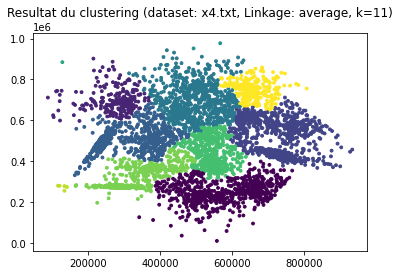 Resultat du clustering (dataset: x4.txt, Linkage: average, k=11)
1e6
1.0
0.8
0.6
0.4
0.2
0.0
200000 400000 600000 800000